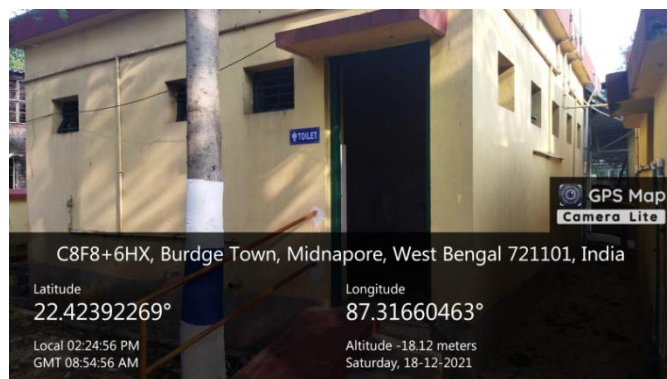 TOILET
GPS Map
Camera Lite
C8F8+6HX, Burdge Town, Midnapore, West Bengal 721101, India
Latitude
22.42392269°
Longitude
87.31660463°
Local 02:24:56 PM
GMT 08:54:56 AM
Altitude -18.12 meters
Saturday, 18-12-2021